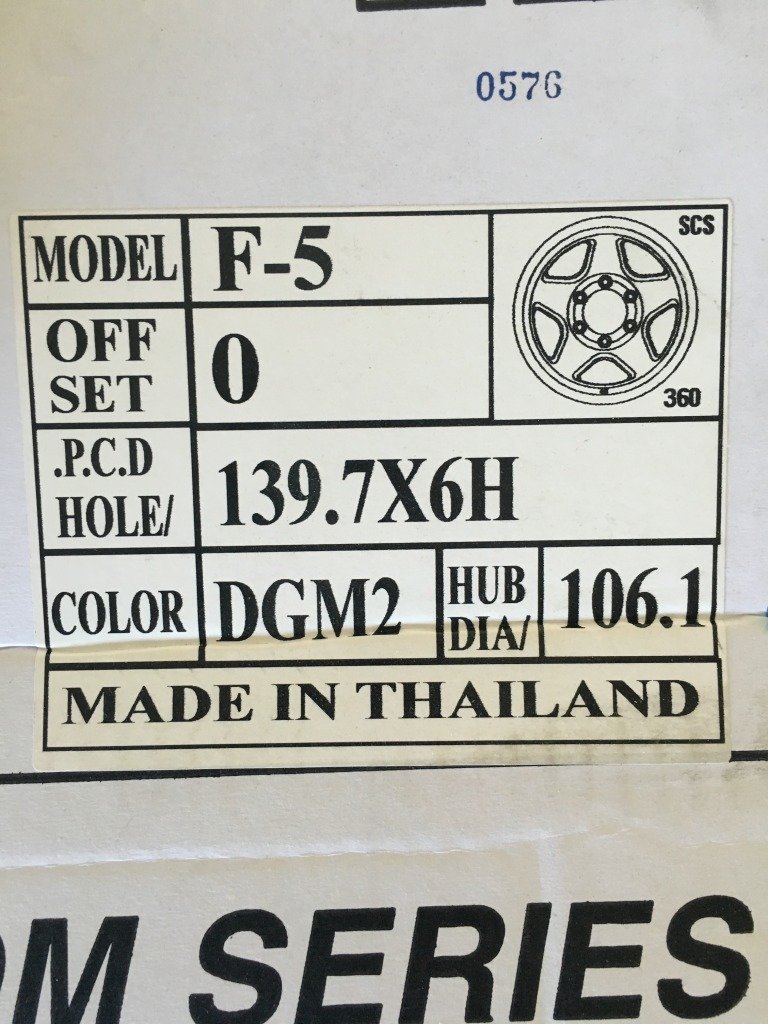 0576
MODEL F-5
SCS
OFF
SET 0
360
.P.C.D
HOLE/ 139.7X6H
COLOR DGM2 HUB
DIA/ 106.1
MADE IN THAILAND
SERIES